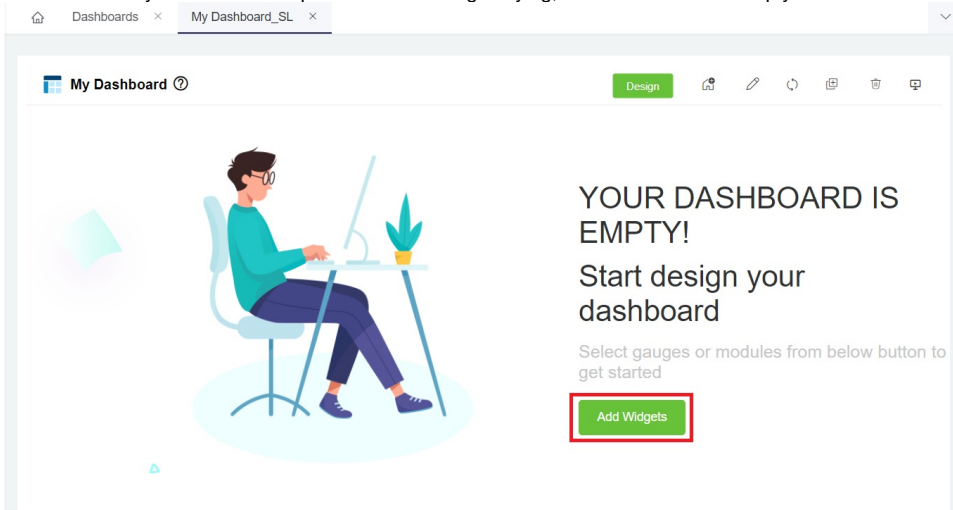 Dashboards
My Dashboard_SL
My Dashboard
Design
YOUR DASHBOARD IS
EMPTY!
Start design your
dashboard
Select gauges or modules from below button to
get started
Add Widgets